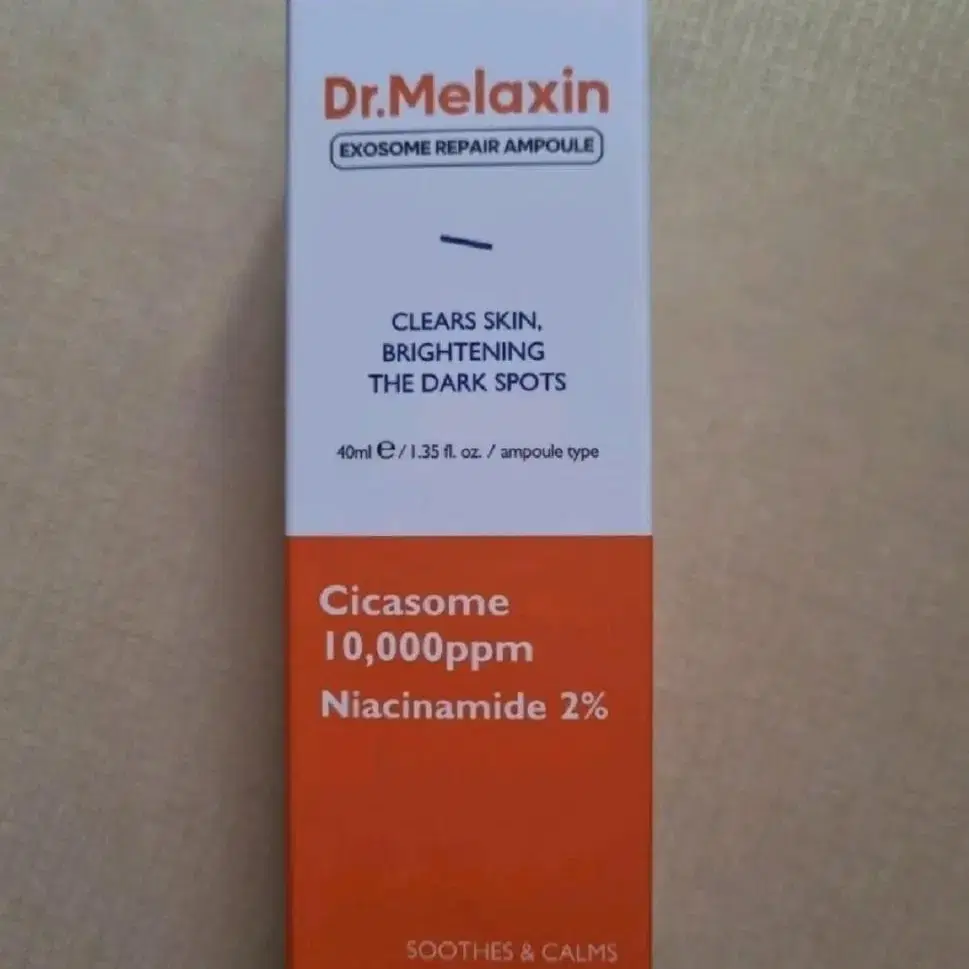 Dr.Melaxin
EXOSOME REPAIR AMPOULE
CLEARS SKIN,
BRIGHTENING
THE DARK SPOTS
40ml ℮ / 1.35 fl. oz. / ampoule type
Cicasome
10,000ppm
Niacinamide 2%
SOOTHES & CALMS